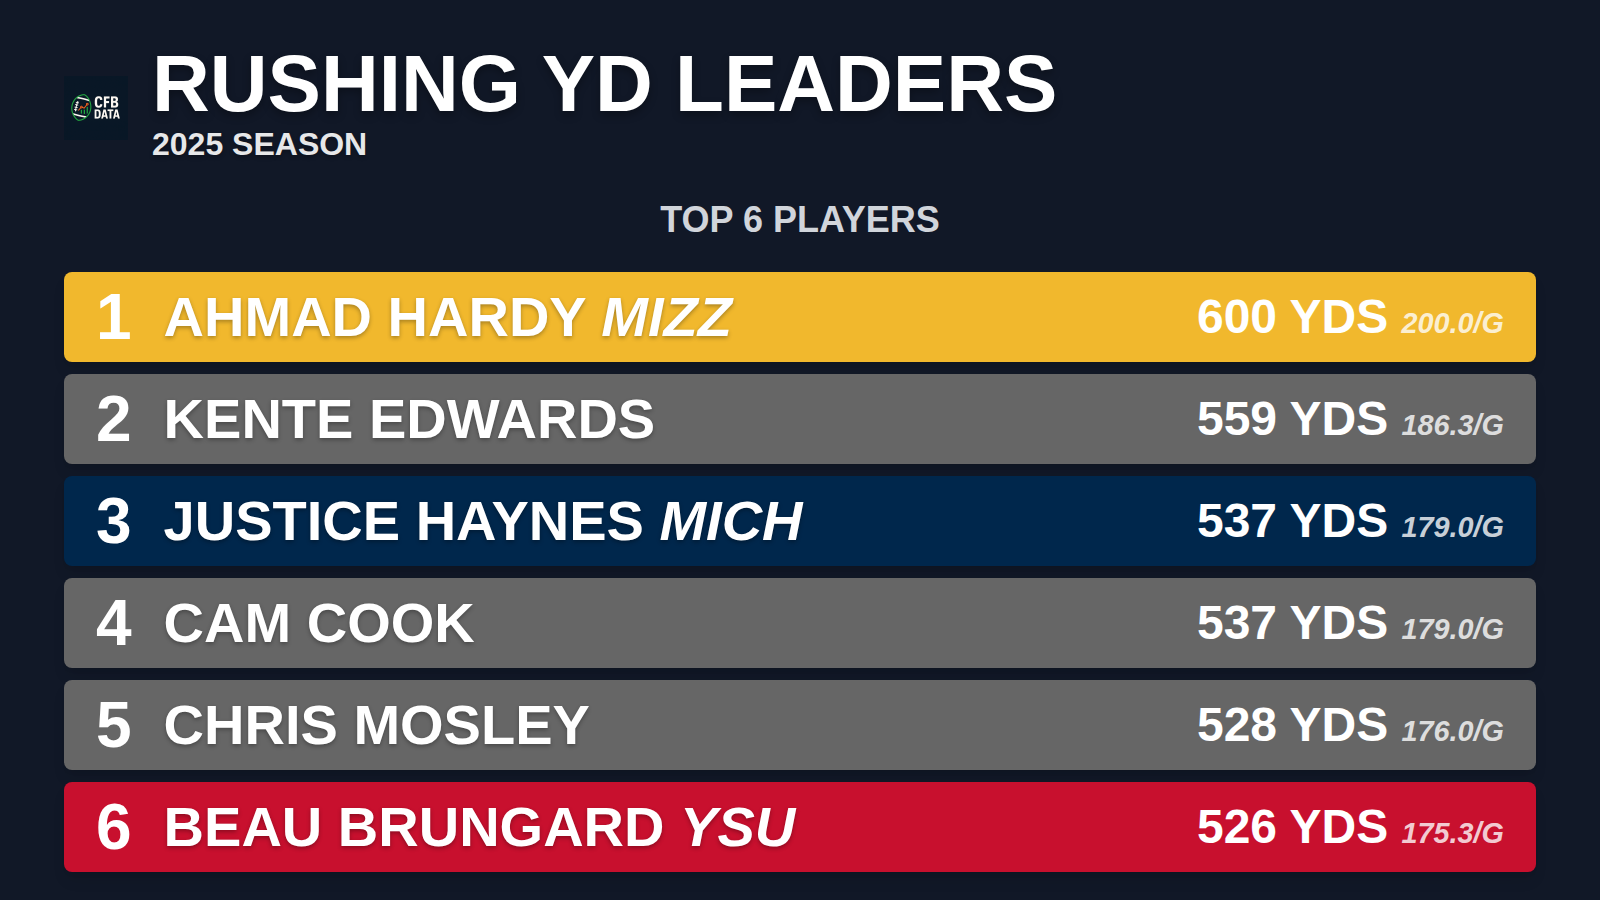 CFB
DATA
RUSHING YD LEADERS
2025 SEASON
TOP 6 PLAYERS
1 AHMAD HARDY MIZZ 600 YDS 200.0/G
2 KENTE EDWARDS 559 YDS 186.3/G
3 JUSTICE HAYNES MICH 537 YDS 179.0/G
4 CAM COOK 537 YDS 179.0/G
5 CHRIS MOSLEY 528 YDS 176.0/G
6 BEAU BRUNGARD YSU 526 YDS 175.3/G